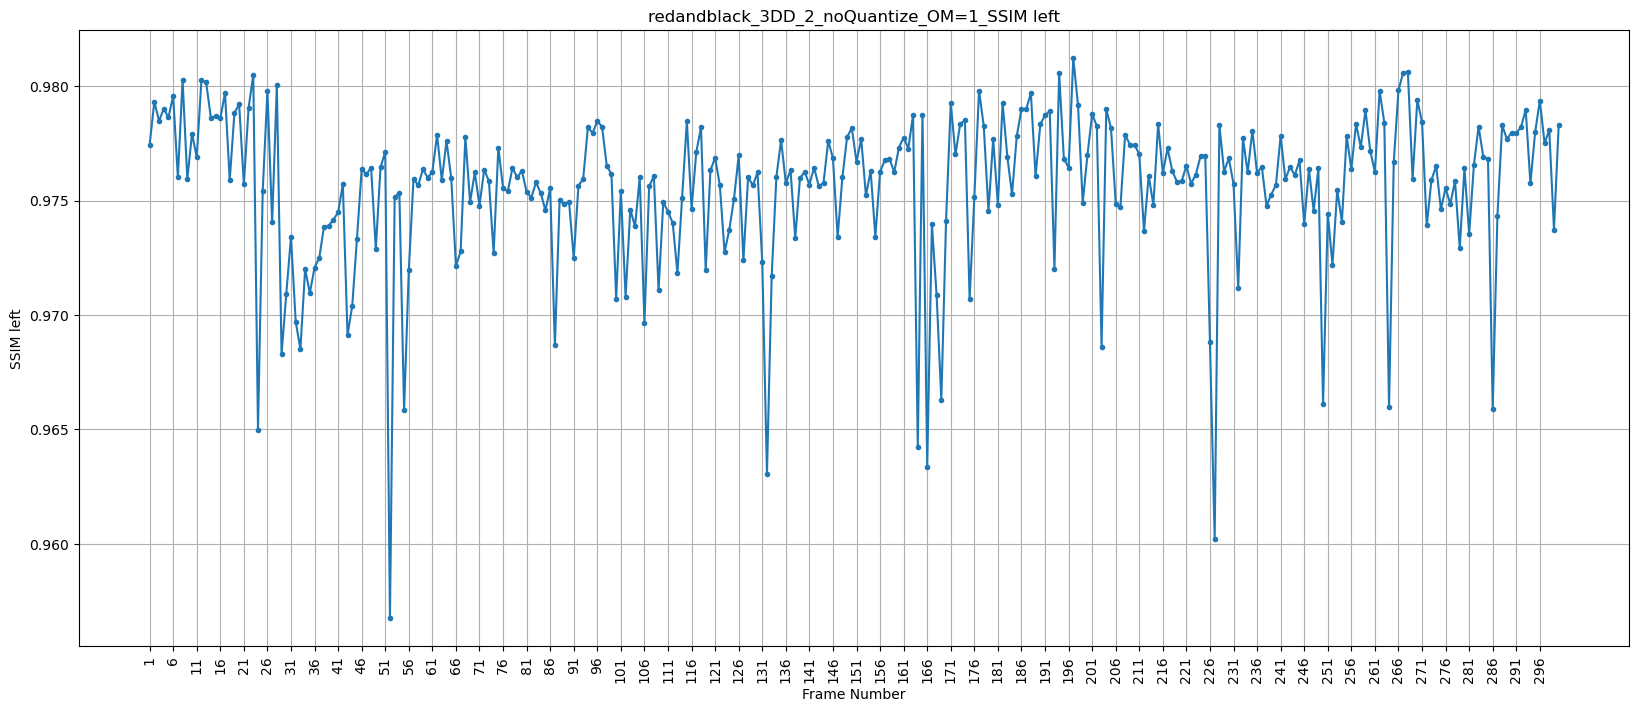 redandblack_3DD_2_noQuantize_OM=1_SSIM left
0.980
0.975
0.970
0.965
0.960
SSIM left
1 6 11 16 21 26 31 36 41 46 51 56 61 66 71 76 81 86 91 96 101 106 111 116 121 126 131 136 141 146 151 156 161 166 171 176 181 186 191 196 201 206 211 216 221 226 231 236 241 246 251 256 261 266 271 276 281 286 291 296
Frame Number